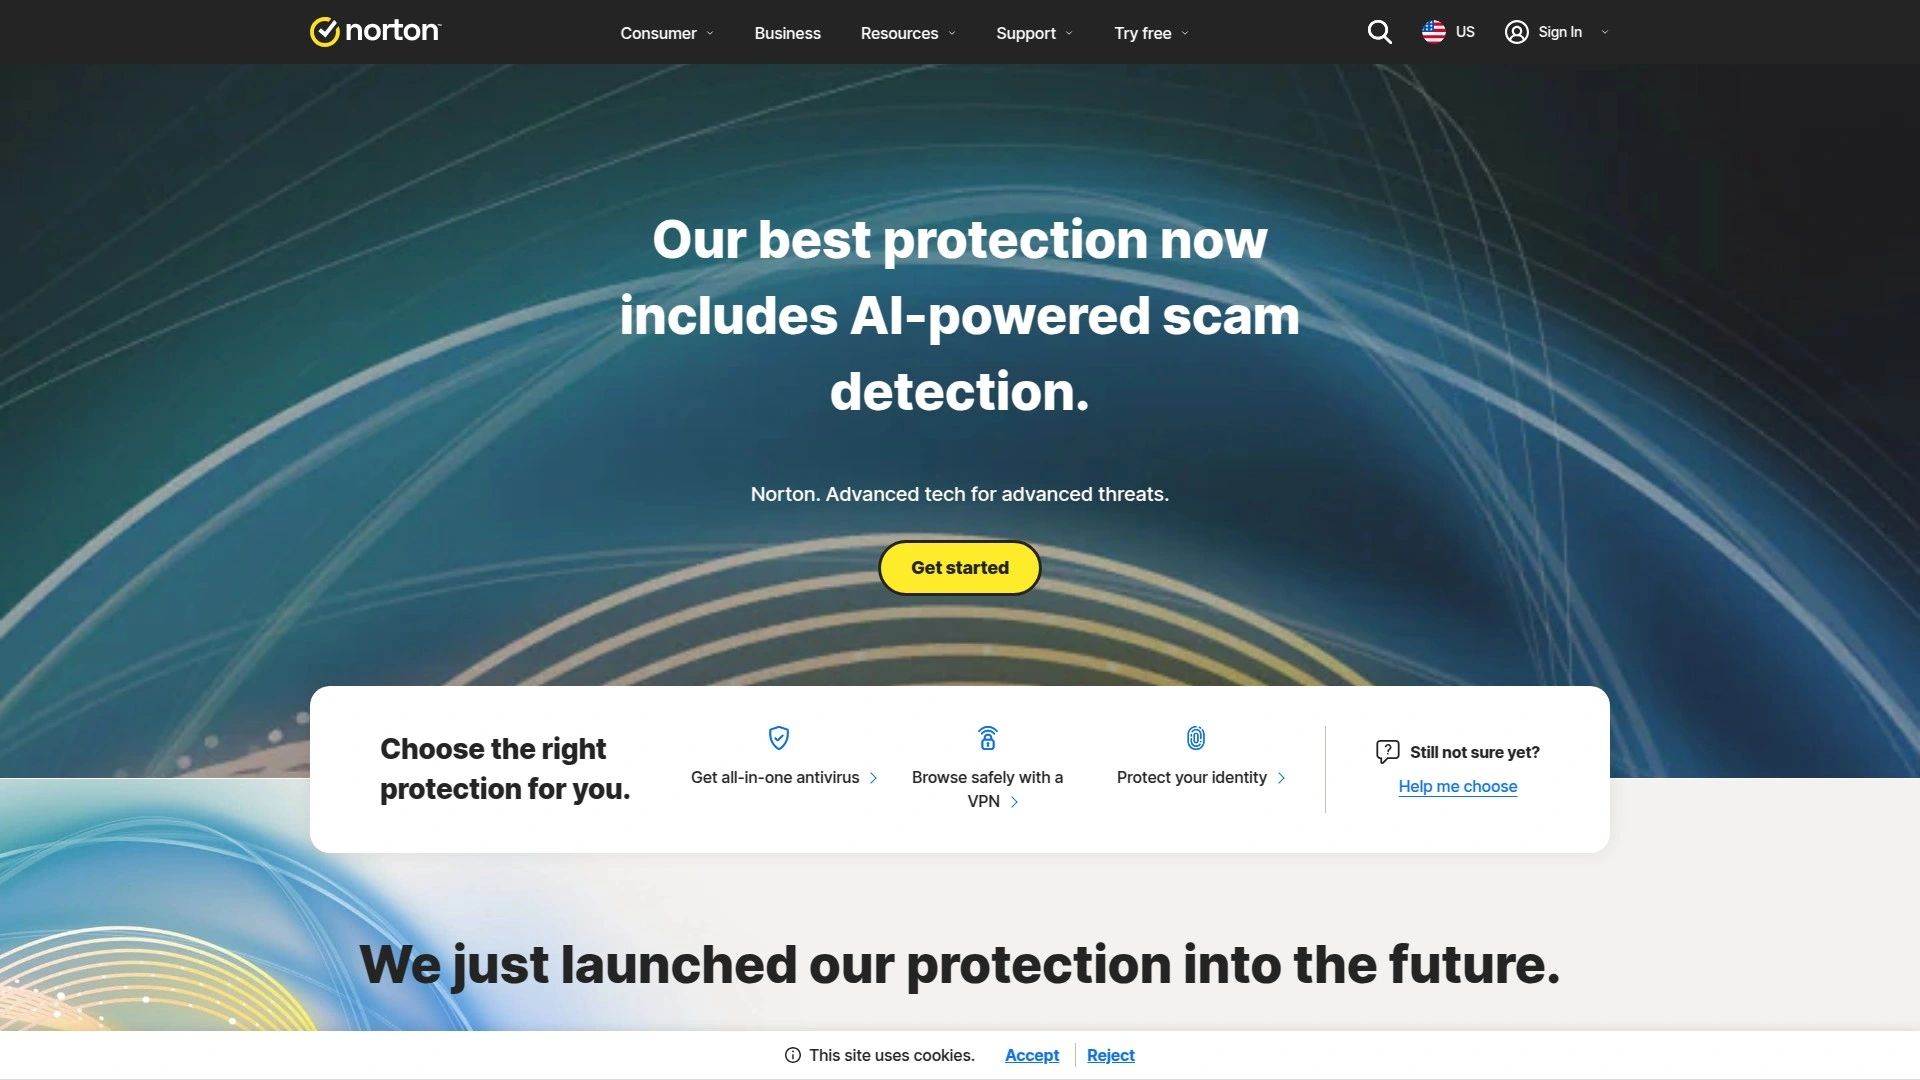 norton
Consumer
Business
Resources
Support
Try free
US
Sign In
Our best protection now
includes AI-powered scam
detection.
Norton. Advanced tech for advanced threats.
Get started
Choose the right
protection for you.
Get all-in-one antivirus
Browse safely with a
VPN
Protect your identity
Still not sure yet?
Help me choose
We just launched our protection into the future.
This site uses cookies.
Accept
Reject